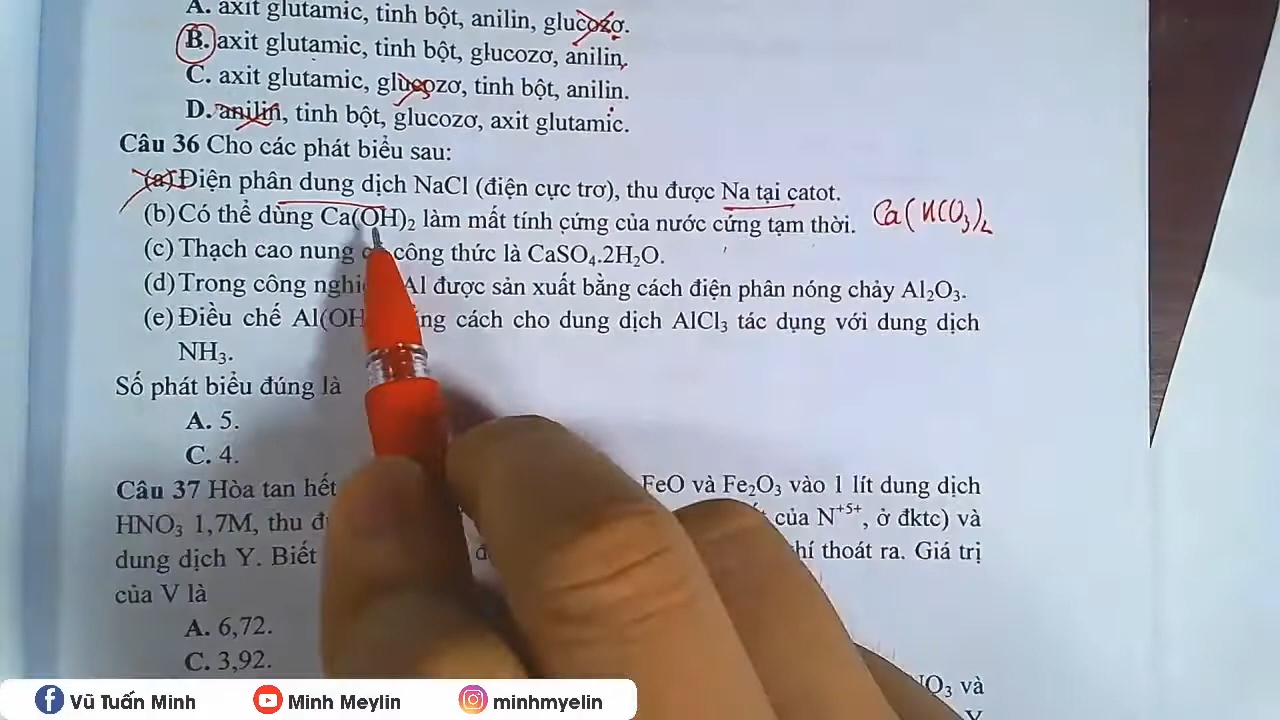 A. axit glutamic, tinh bột, anilin, glucozơ.
B. axit glutamic, tinh bột, glucozơ, anilin.
C. axit glutamic, glucozơ, tinh bột, anilin.
D. anilin, tinh bột, glucozơ, axit glutamic.
Câu 36 Cho các phát biểu sau:
(a) Điện phân dung dịch NaCl (điện cực trơ), thu được Na tại catot.
(b) Có thể dùng Ca(OH)₂ làm mất tính cứng của nước cứng tạm thời. Ca(HCO₃)₂
(c) Thạch cao nung công thức là CaSO₄.2H₂O.
(d) Trong công Al được sản xuất bằng cách điện phân nóng chảy Al₂O₃.
(e) Điều chế Al(OH cách cho dung dịch AlCl₃ tác dụng với dung dịch
NH₃.
Số phát biểu đúng là
A. 5.
C. 4.
Câu 37 Hòa tan hết FeO và Fe₂O₃ vào 1 lít dung dịch
HNO₃ 1,7M, thu của N⁺⁵⁺, ở đktc) và
dung dịch Y. Biết thoát ra. Giá trị
của V là
A. 6,72.
C. 3,92.
O₃ và
Vũ Tuấn Minh Minh Meylin minhmyelin